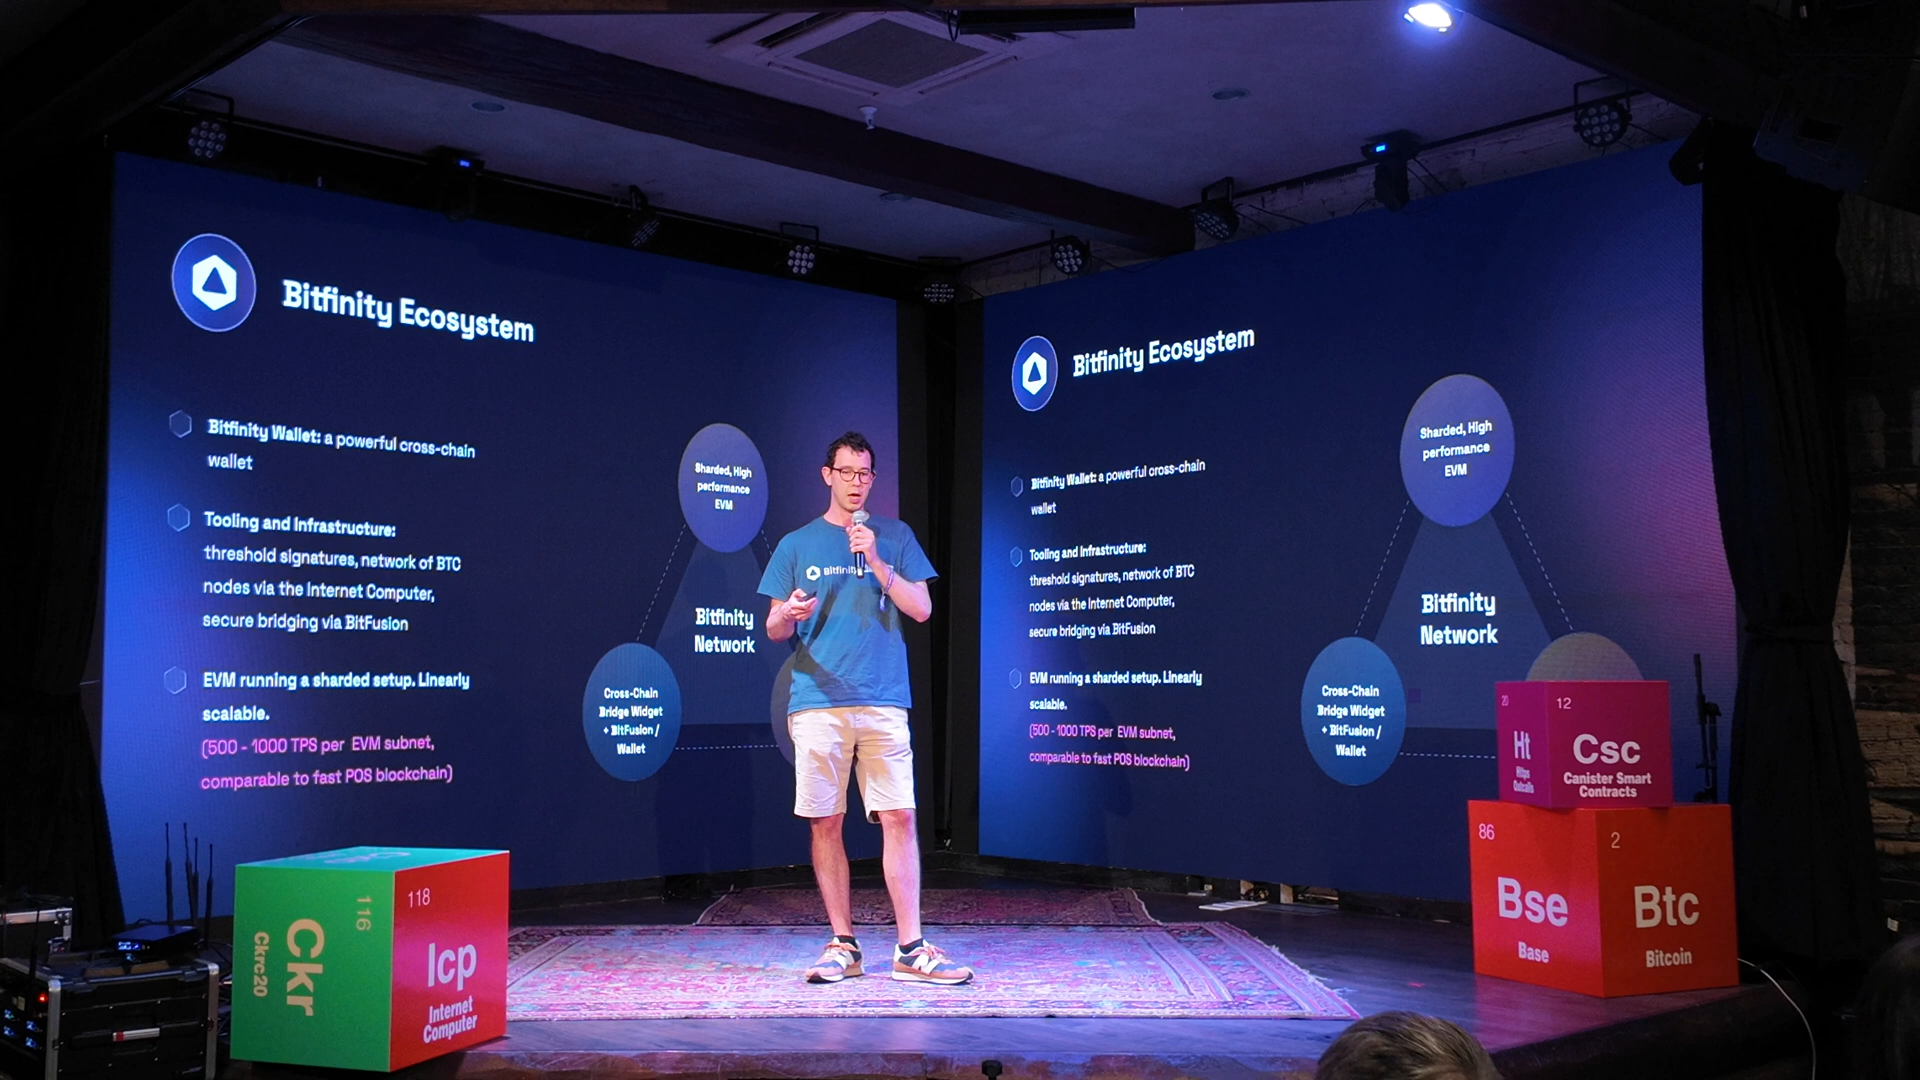 Bitfinity Ecosystem
Bitfinity Wallet: a powerful cross-chain
wallet
Tooling and Infrastructure:
threshold signatures, network of BTC
nodes via the Internet Computer,
secure bridging via BitFusion
EVM running a sharded setup. Linearly
scalable.
(500 - 1000 TPS per EVM subnet,
comparable to fast POS blockchain)
Sharded, High
performance
EVM
Bitfinity
Network
Cross-Chain
Bridge Widget
+ BitFusion /
Wallet
Bitfinity
Bitfinity Ecosystem
Bitfinity Wallet: a powerful cross-chain
wallet
Tooling and Infrastructure:
threshold signatures, network of BTC
nodes via the Internet Computer,
secure bridging via BitFusion
EVM running a sharded setup. Linearly
scalable.
(500 - 1000 TPS per EVM subnet,
comparable to fast POS blockchain)
Sharded, High
performance
EVM
Bitfinity
Network
Cross-Chain
Bridge Widget
+ BitFusion /
Wallet
116
Ckr
Ckrc20
118
Icp
Internet
Computer
20
Ht
Https
Outcalls
12
Csc
Canister Smart
Contracts
86
Bse
Base
2
Btc
Bitcoin